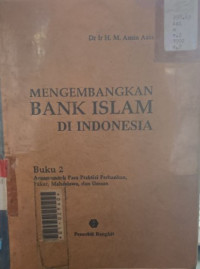 Dr Ir H. M. Amin Aziz
MENGEMBANGKAN
BANK ISLAM
DI INDONESIA
Buku 2
untuk Para Praktisi Perbankan,
Pakar, Mahasiswa, dan Umum
Penerbit Bangkit